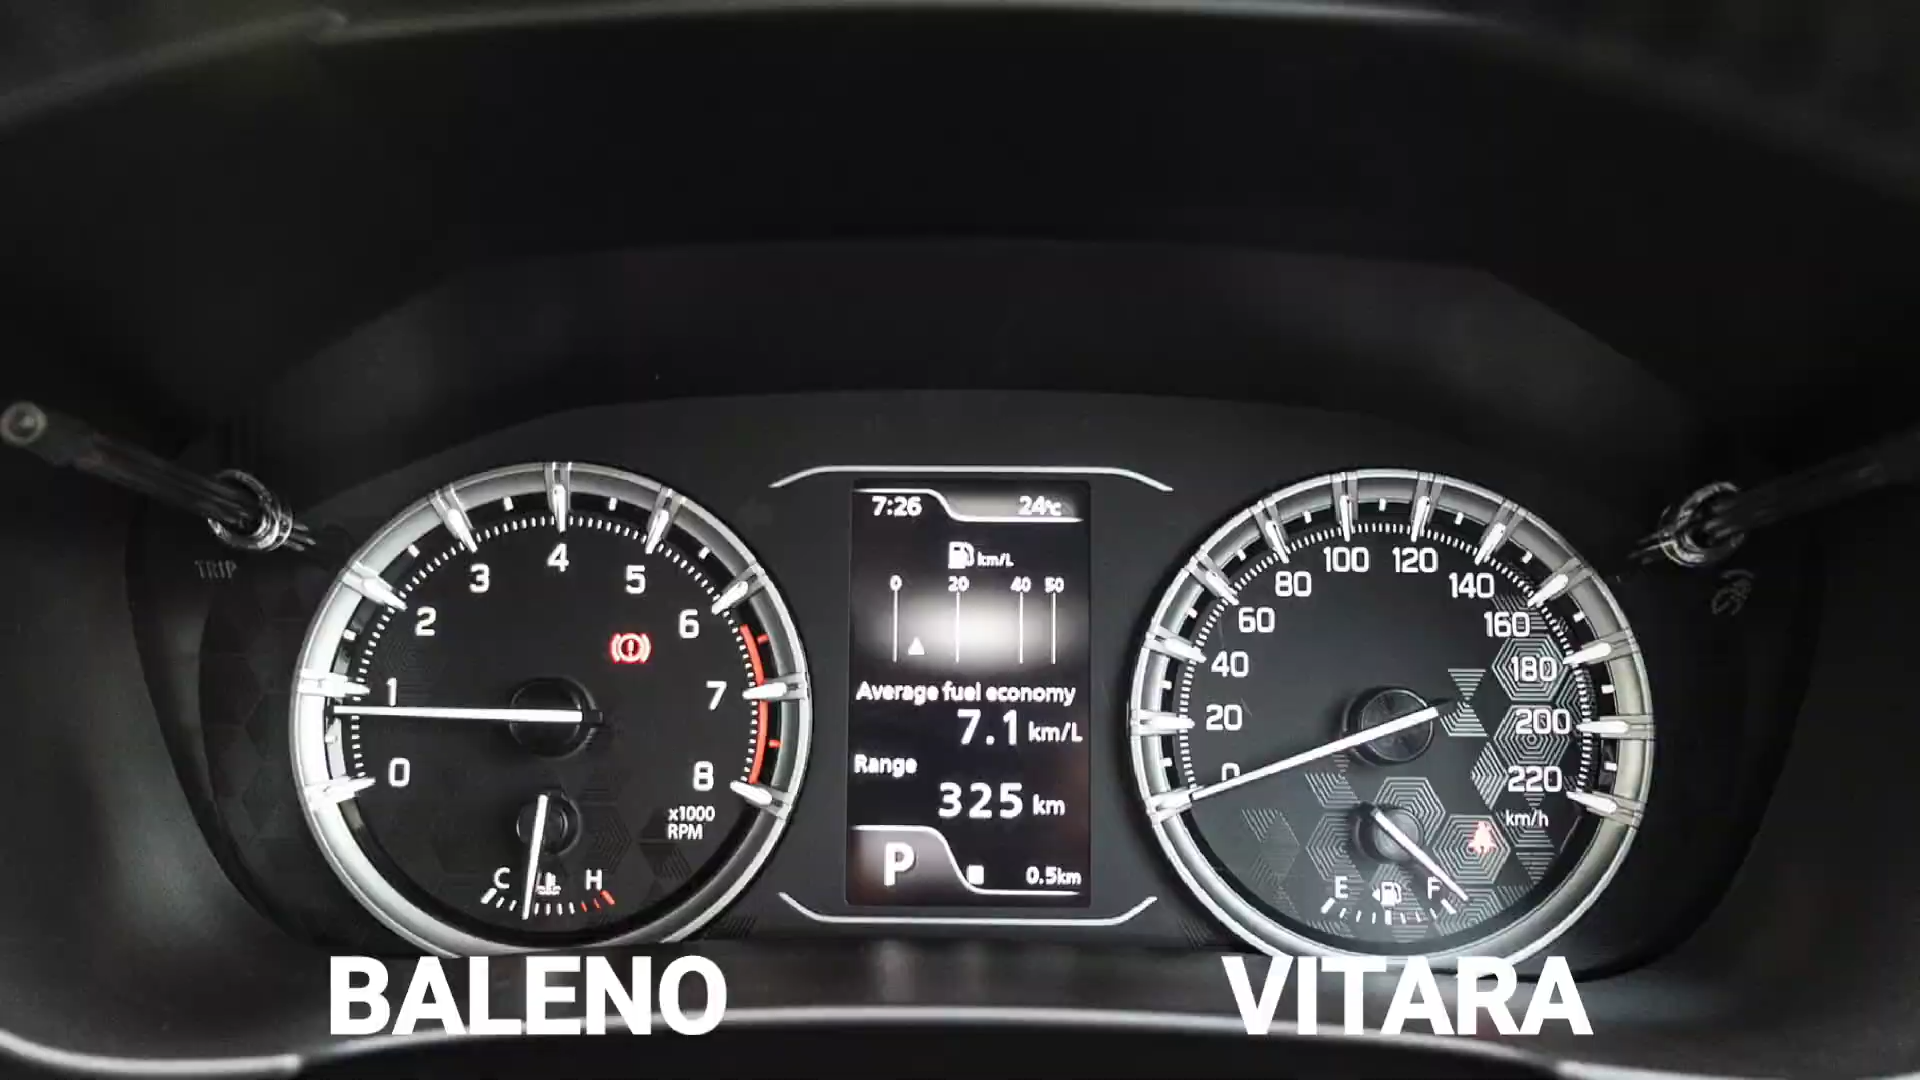 7:26 24°C
km/L
0 20 40 50
Average fuel economy
7.1 km/L
Range
325 km
P
0.5km
TRIP
0
1
2
3
4
5
6
7
8
x1000
RPM
C H
0
20
40
60
80
100
120
140
160
180
200
220
km/h
E F
BALENO
VITARA